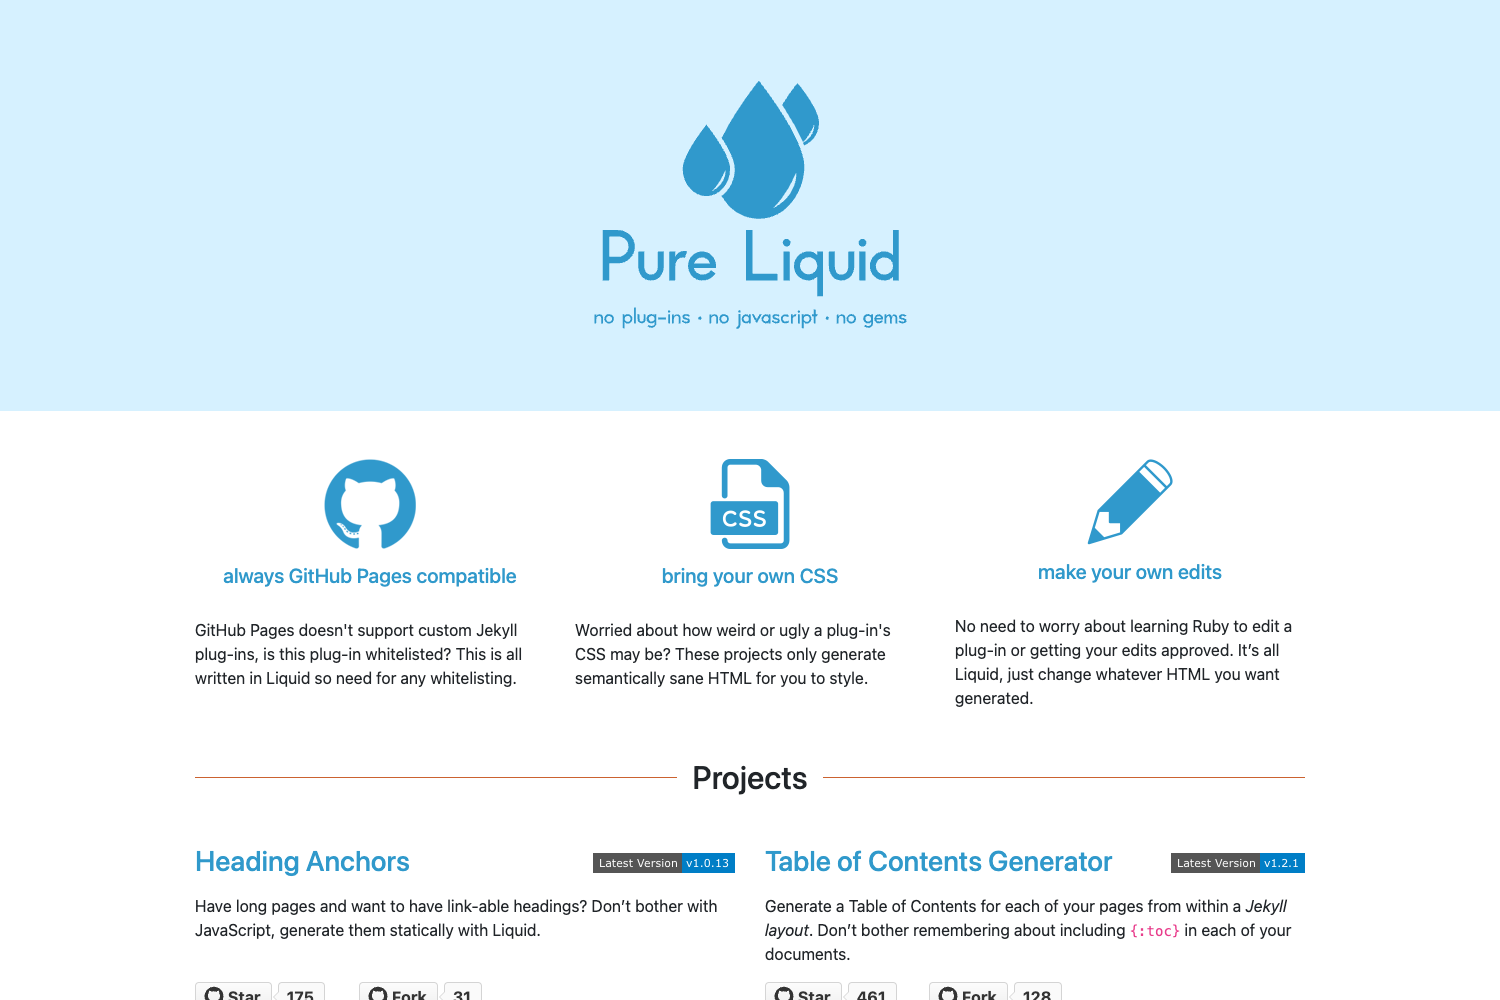 Pure Liquid
no plug-ins · no javascript · no gems
CSS
always GitHub Pages compatible
GitHub Pages doesn't support custom Jekyll
plug-ins, is this plug-in whitelisted? This is all
written in Liquid so need for any whitelisting.
bring your own CSS
Worried about how weird or ugly a plug-in's
CSS may be? These projects only generate
semantically sane HTML for you to style.
make your own edits
No need to worry about learning Ruby to edit a
plug-in or getting your edits approved. It’s all
Liquid, just change whatever HTML you want
generated.
Projects
Heading Anchors
Latest Version v1.0.13
Have long pages and want to have link-able headings? Don’t bother with
JavaScript, generate them statically with Liquid.
Star 175 Fork 31
Table of Contents Generator
Latest Version v1.2.1
Generate a Table of Contents for each of your pages from within a Jekyll
layout. Don’t bother remembering about including {:toc} in each of your
documents.
Star 461 Fork 128